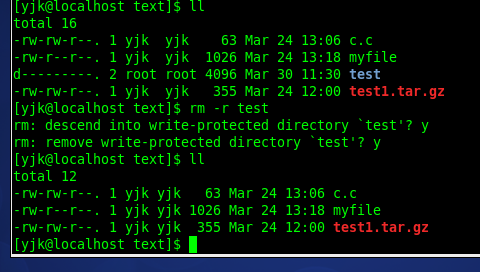 [yjk@localhost text]$ ll
total 16
-rw-rw-r--. 1 yjk  yjk    63 Mar 24 13:06 c.c
-rw-r--r--. 1 yjk  yjk  1026 Mar 24 13:18 myfile
d---------. 2 root root 4096 Mar 30 11:30 test
-rw-rw-r--. 1 yjk  yjk   355 Mar 24 12:00 test1.tar.gz
[yjk@localhost text]$ rm -r test
rm: descend into write-protected directory `test'? y
rm: remove write-protected directory `test'? y
[yjk@localhost text]$ ll
total 12
-rw-rw-r--. 1 yjk yjk   63 Mar 24 13:06 c.c
-rw-r--r--. 1 yjk yjk 1026 Mar 24 13:18 myfile
-rw-rw-r--. 1 yjk yjk  355 Mar 24 12:00 test1.tar.gz
[yjk@localhost text]$